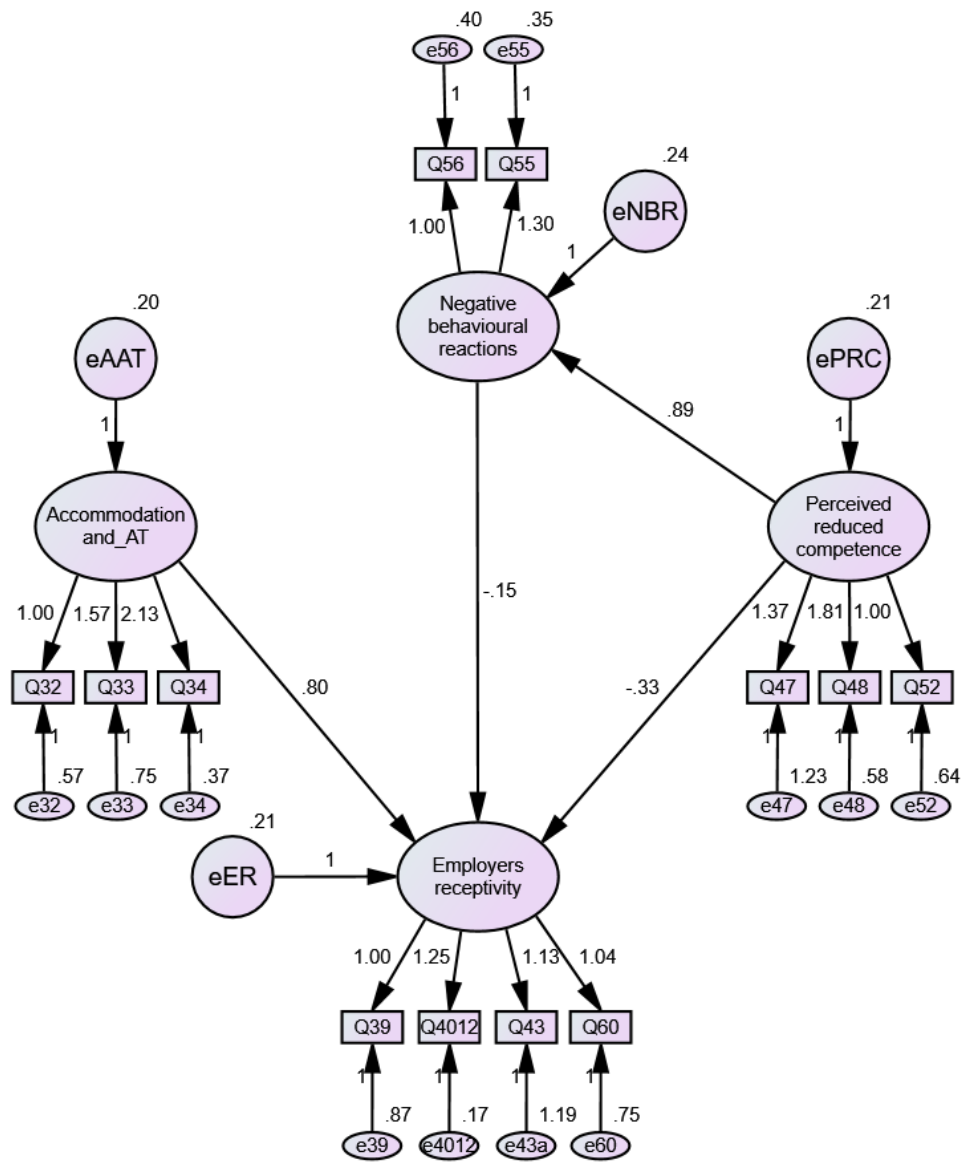 .40 .35
e56 e55
1 1
Q56 Q55
.24
eNBR
1.00 1.30
1
Negative
behavioural
reactions
.20
eAAT
1
.21
ePRC
1
.89
Accommodation
and_AT
Perceived
reduced
competence
1.00 1.57 2.13
1.37 1.81 1.00
-.15
Q32 Q33 Q34
Q47 Q48 Q52
.80
-.33
1 1 1
1 1 1
.57 .75 .37
1.23 .58 .64
e32 e33 e34
e47 e48 e52
.21
eER
1
Employers
receptivity
1.00 1.25 1.13 1.04
Q39 Q4012 Q43 Q60
1 1 1 1
.87 .17 1.19 .75
e39 e4012 e43a e60